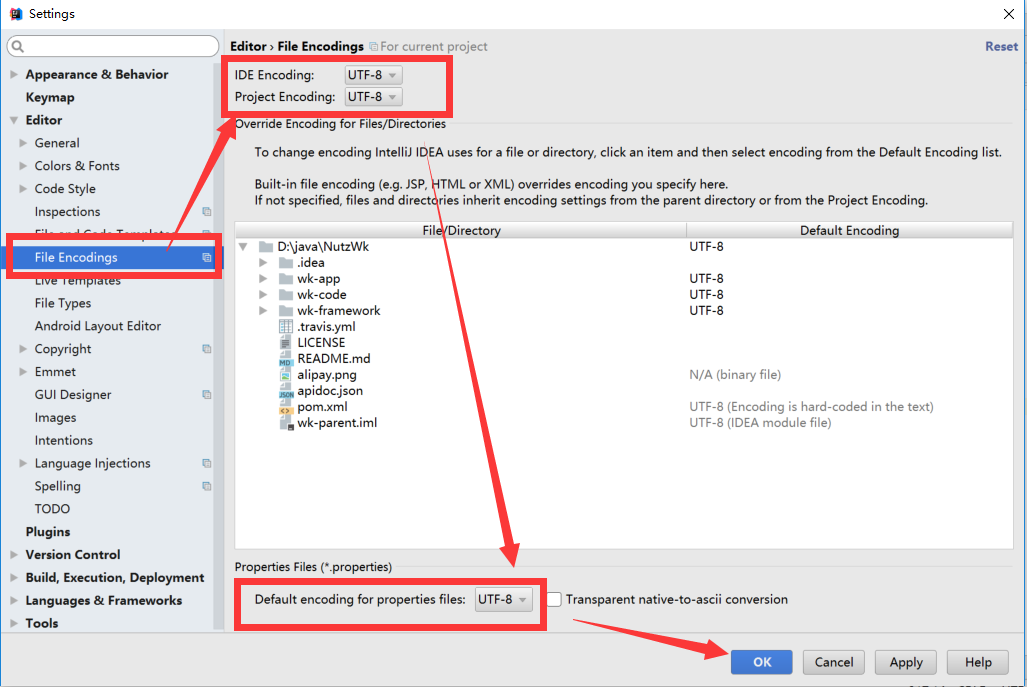 Settings
Editor › File Encodings For current project Reset
Appearance & Behavior
Keymap
Editor
General
Colors & Fonts
Code Style
Inspections
File and Code Templates
File Encodings
Live Templates
File Types
Android Layout Editor
Copyright
Emmet
GUI Designer
Images
Intentions
Language Injections
Spelling
TODO
Plugins
Version Control
Build, Execution, Deployment
Languages & Frameworks
Tools
IDE Encoding: UTF-8
Project Encoding: UTF-8
Override Encoding for Files/Directories
To change encoding IntelliJ IDEA uses for a file or directory, click an item and then select encoding from the Default Encoding list.
Built-in file encoding (e.g. JSP, HTML or XML) overrides encoding you specify here.
If not specified, files and directories inherit encoding settings from the parent directory or from the Project Encoding.
File/Directory Default Encoding
D:\java\NutzWk UTF-8
.idea
wk-app UTF-8
wk-code UTF-8
wk-framework UTF-8
.travis.yml
LICENSE
README.md
alipay.png N/A (binary file)
apidoc.json
pom.xml UTF-8 (Encoding is hard-coded in the text)
wk-parent.iml UTF-8 (IDEA module file)
Properties Files (*.properties)
Default encoding for properties files: UTF-8 Transparent native-to-ascii conversion
OK Cancel Apply Help